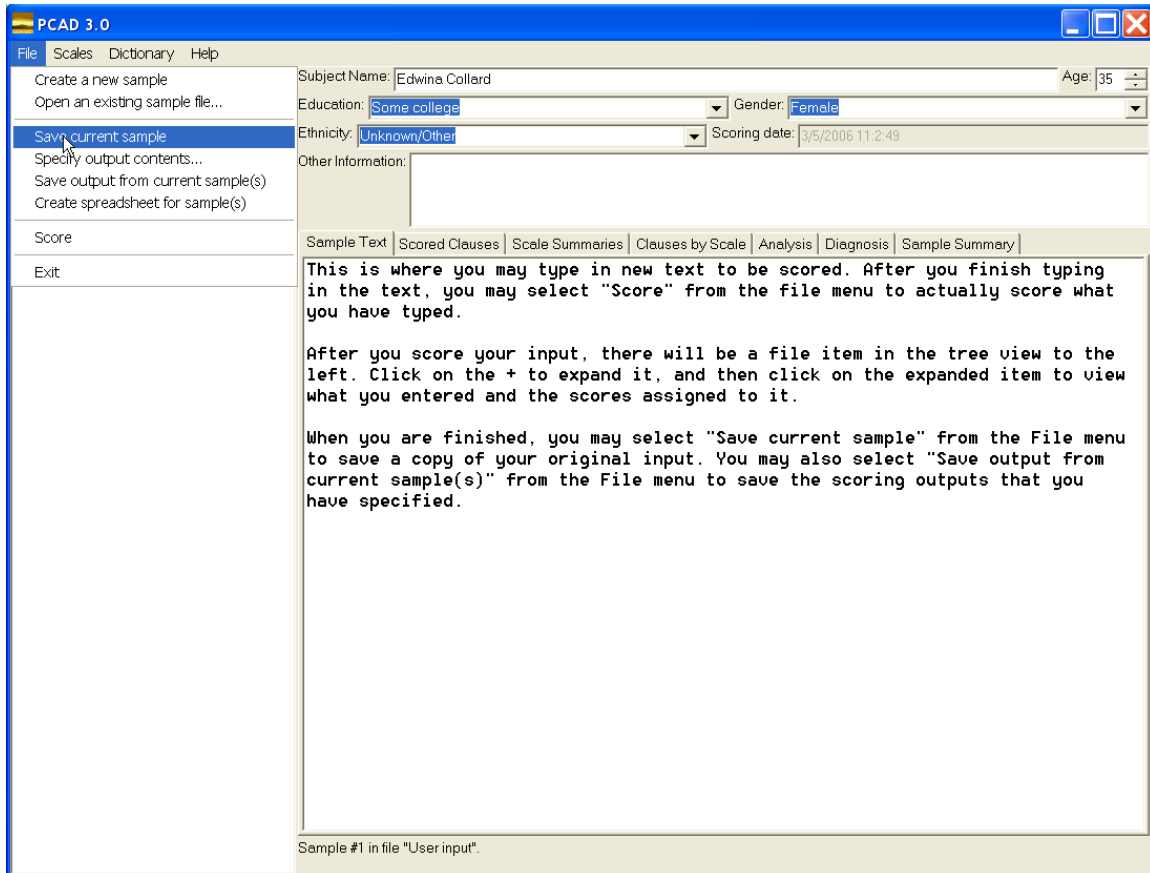 PCAD 3.0
File Scales Dictionary Help
Create a new sample
Open an existing sample file...
Save current sample
Specify output contents...
Save output from current sample(s)
Create spreadsheet for sample(s)
Score
Exit
Subject Name: Edwina Collard Age: 35
Education: Some college Gender: Female
Ethnicity: Unknown/Other Scoring date: 3/5/2006 11:2:49
Other Information:
Sample Text Scored Clauses Scale Summaries Clauses by Scale Analysis Diagnosis Sample Summary
This is where you may type in new text to be scored. After you finish typing
in the text, you may select "Score" from the file menu to actually score what
you have typed.
After you score your input, there will be a file item in the tree view to the
left. Click on the + to expand it, and then click on the expanded item to view
what you entered and the scores assigned to it.
When you are finished, you may select "Save current sample" from the File menu
to save a copy of your original input. You may also select "Save output from
current sample(s)" from the File menu to save the scoring outputs that you
have specified.
Sample #1 in file "User input".